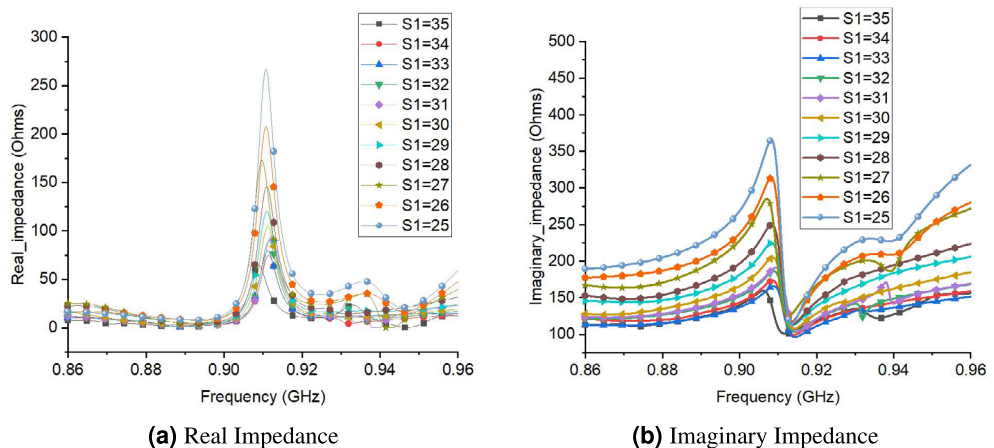 S1=35
S1=34
S1=33
S1=32
S1=31
S1=30
S1=29
S1=28
S1=27
S1=26
S1=25
300
250
200
150
100
50
0
Real_impedance (Ohms)
0.86
0.88
0.90
0.92
0.94
0.96
Frequency (GHz)
(a) Real Impedance
S1=35
S1=34
S1=33
S1=32
S1=31
S1=30
S1=29
S1=28
S1=27
S1=26
S1=25
500
450
400
350
300
250
200
150
100
Imaginary_impedance (Ohms)
0.86
0.88
0.90
0.92
0.94
0.96
Frequency (GHz)
(b) Imaginary Impedance